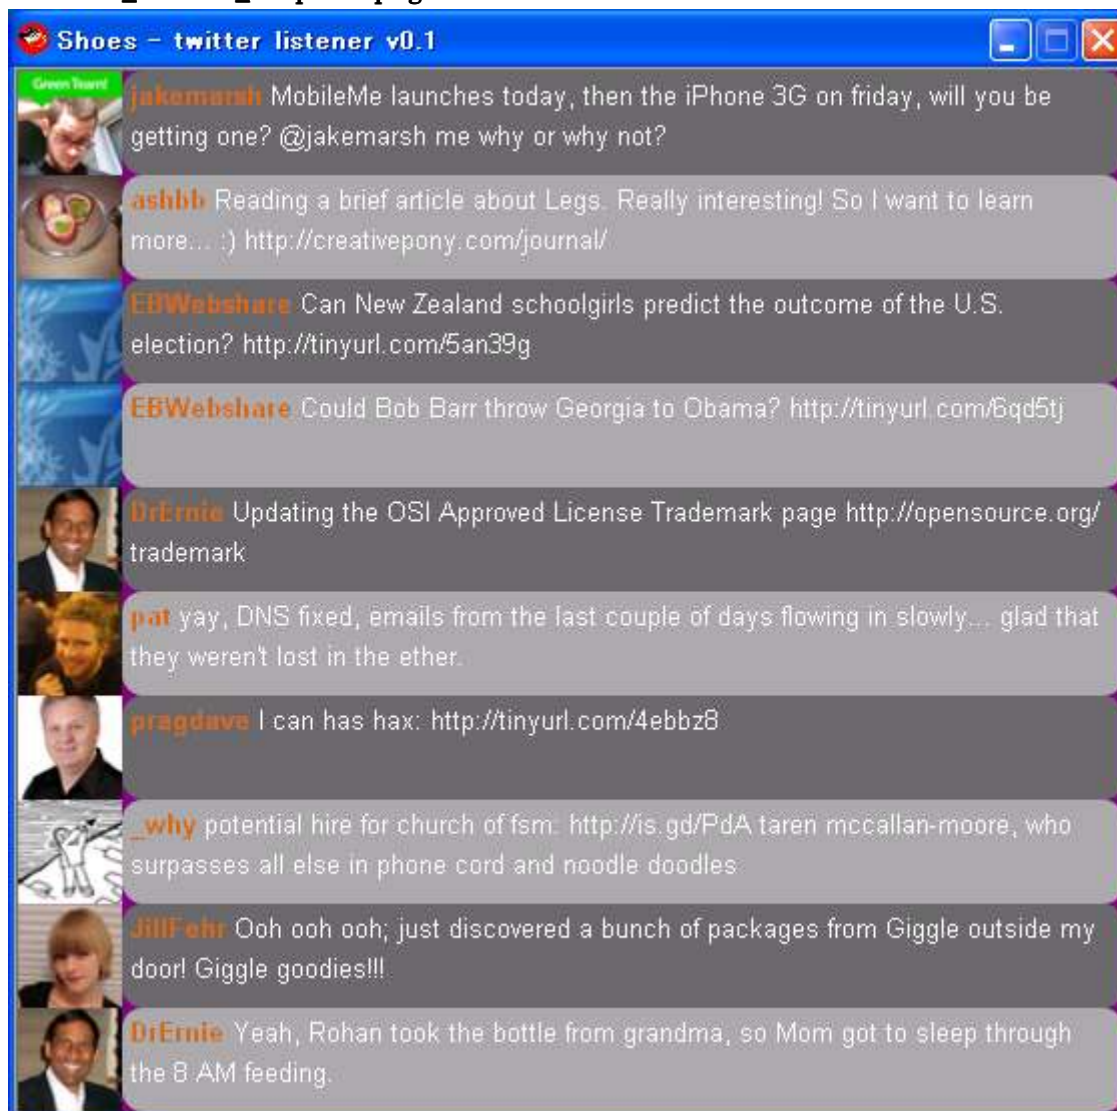 Shoes - twitter listener v0.1
Green Team!
jakemarsh MobileMe launches today, then the iPhone 3G on friday, will you be
getting one? @jakemarsh me why or why not?
ashbb Reading a brief article about Legs. Really interesting! So I want to learn
more... :) http://creativepony.com/journal/
EBWebshare Can New Zealand schoolgirls predict the outcome of the U.S.
election? http://tinyurl.com/5an39g
EBWebshare Could Bob Barr throw Georgia to Obama? http://tinyurl.com/6qd5tj
DrErnie Updating the OSI Approved License Trademark page http://opensource.org/
trademark
pat yay, DNS fixed, emails from the last couple of days flowing in slowly... glad that
they weren't lost in the ether.
pragdave I can has hax: http://tinyurl.com/4ebbz8
_why potential hire for church of fsm: http://is.gd/PdA taren mccallan-moore, who
surpasses all else in phone cord and noodle doodles
JillFehr Ooh ooh ooh; just discovered a bunch of packages from Giggle outside my
door! Giggle goodies!!!
DrErnie Yeah, Rohan took the bottle from grandma, so Mom got to sleep through
the 8 AM feeding.